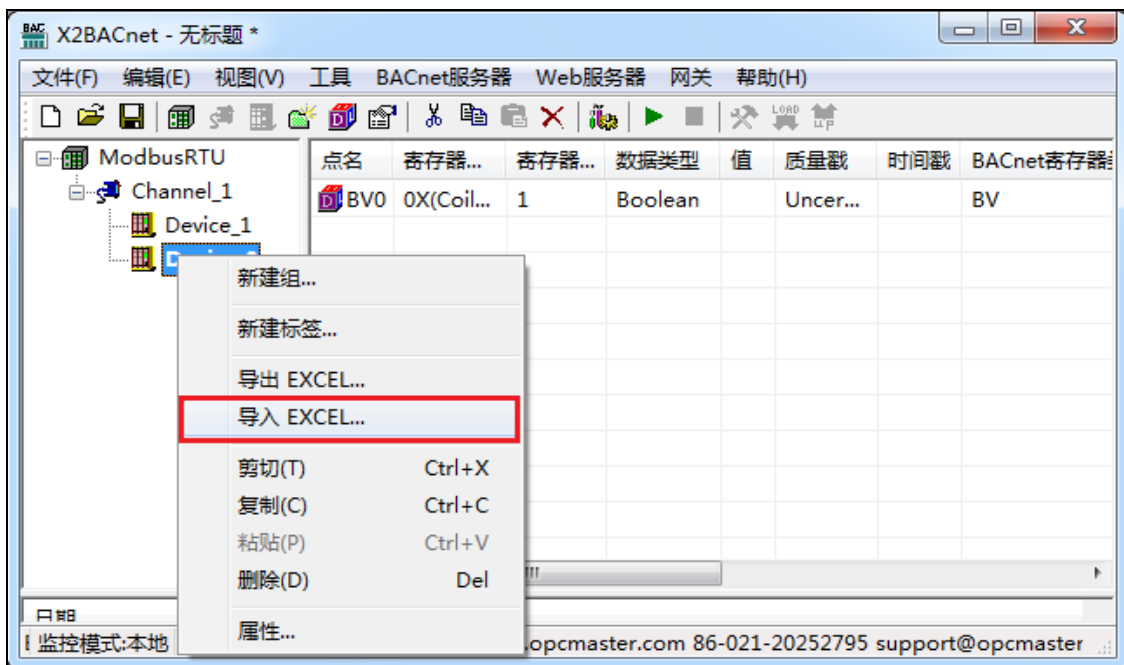 X2BACnet - 无标题 *
文件(F) 编辑(E) 视图(V) 工具 BACnet服务器 Web服务器 网关 帮助(H)
ModbusRTU
Channel_1
Device_1
点名 寄存器... 寄存器... 数据类型 值 质量戳 时间戳 BACnet寄存器
BV0 0X(Coil... 1 Boolean Uncer... BV
新建组...
新建标签...
导出 EXCEL...
导入 EXCEL...
剪切(T) Ctrl+X
复制(C) Ctrl+C
粘贴(P) Ctrl+V
删除(D) Del
属性...
日期
监控模式:本地 .opcmaster.com 86-021-20252795 support@opcmaster